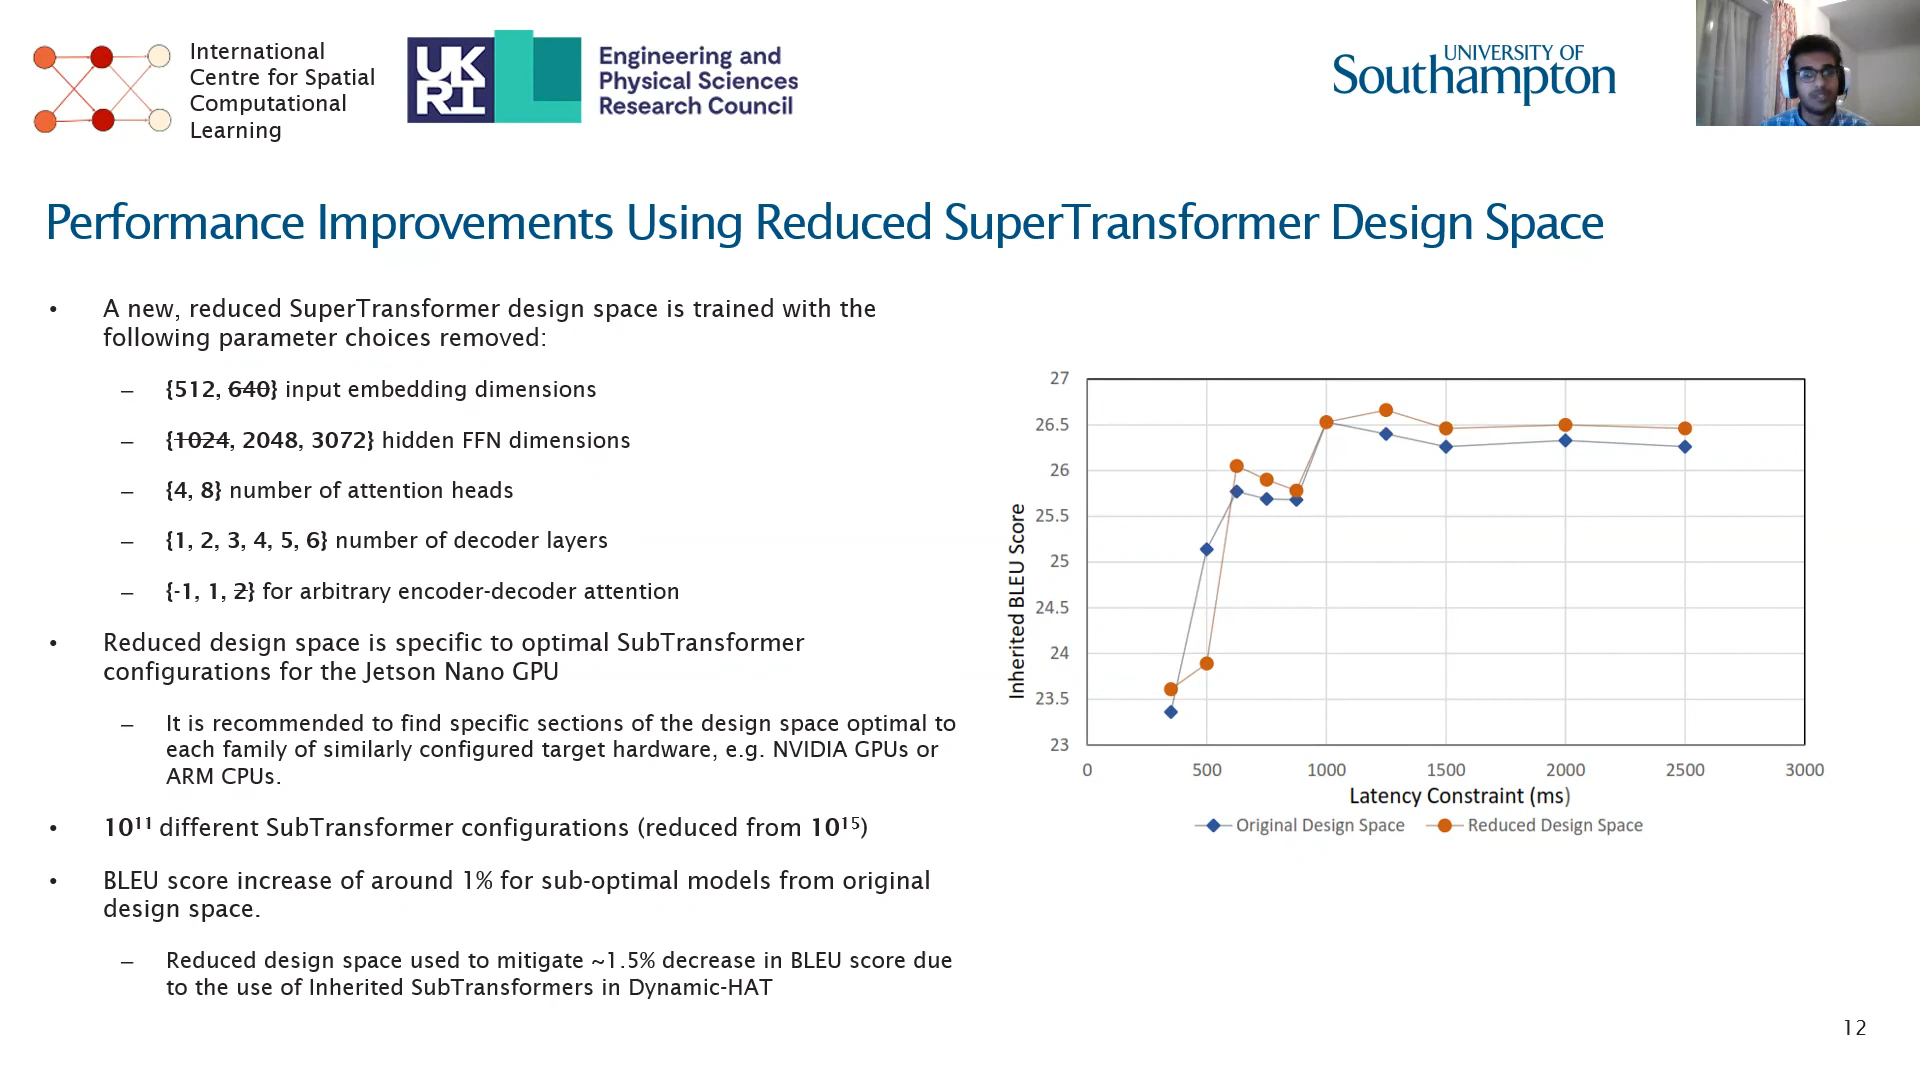 International
Centre for Spatial
Computational
Learning
UKRI
Engineering and
Physical Sciences
Research Council
UNIVERSITY OF
Southampton
Performance Improvements Using Reduced SuperTransformer Design Space
• A new, reduced SuperTransformer design space is trained with the
following parameter choices removed:
– {512, 640} input embedding dimensions
– {1024, 2048, 3072} hidden FFN dimensions
– {4, 8} number of attention heads
– {1, 2, 3, 4, 5, 6} number of decoder layers
– {-1, 1, 2} for arbitrary encoder-decoder attention
• Reduced design space is specific to optimal SubTransformer
configurations for the Jetson Nano GPU
– It is recommended to find specific sections of the design space optimal to
each family of similarly configured target hardware, e.g. NVIDIA GPUs or
ARM CPUs.
• 10¹¹ different SubTransformer configurations (reduced from 10¹⁵)
• BLEU score increase of around 1% for sub-optimal models from original
design space.
– Reduced design space used to mitigate ~1.5% decrease in BLEU score due
to the use of Inherited SubTransformers in Dynamic-HAT
Inherited BLEU Score
27
26.5
26
25.5
25
24.5
24
23.5
23
0 500 1000 1500 2000 2500 3000
Latency Constraint (ms)
Original Design Space Reduced Design Space
12